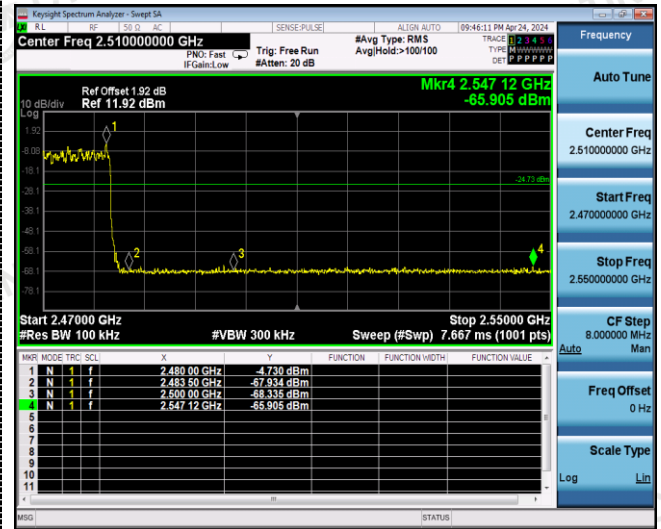 Keysight Spectrum Analyzer - Swept SA
RL RF 50 Ω AC SENSE:PULSE ALIGN AUTO 09:46:11 PM Apr 24, 2024
Center Freq 2.510000000 GHz
PNO: Fast
IFGain:Low
Trig: Free Run
#Atten: 20 dB
#Avg Type: RMS
Avg|Hold:>100/100
TRACE 1 2 3 4 5 6
TYPE M W W W W W
DET P P P P P P
Ref Offset 1.92 dB
10 dB/div Ref 11.92 dBm
Log
Mkr4 2.547 12 GHz
-65.905 dBm
1.92
-8.08
-18.1
-28.1
-38.1
-48.1
-58.1
-68.1
-78.1
1
-24.73 dBm
2
3
4
Start 2.47000 GHz Stop 2.55000 GHz
#Res BW 100 kHz #VBW 300 kHz Sweep (#Swp) 7.667 ms (1001 pts)
MKR MODE TRC SCL X Y FUNCTION FUNCTION WIDTH FUNCTION VALUE
1 N 1 f 2.480 00 GHz -4.730 dBm
2 N 1 f 2.483 50 GHz -67.934 dBm
3 N 1 f 2.500 00 GHz -68.335 dBm
4 N 1 f 2.547 12 GHz -65.905 dBm
5
6
7
8
9
10
11
MSG STATUS
Frequency
Auto Tune
Center Freq
2.510000000 GHz
Start Freq
2.470000000 GHz
Stop Freq
2.550000000 GHz
CF Step
8.000000 MHz
Auto Man
Freq Offset
0 Hz
Scale Type
Log Lin